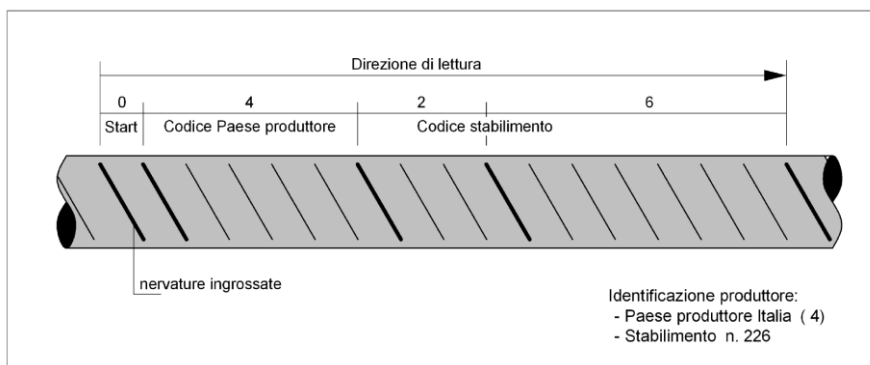 Direzione di lettura
0 4 2 6
Start Codice Paese produttore Codice stabilimento
nervature ingrossate
Identificazione produttore:
- Paese produttore Italia ( 4)
- Stabilimento n. 226